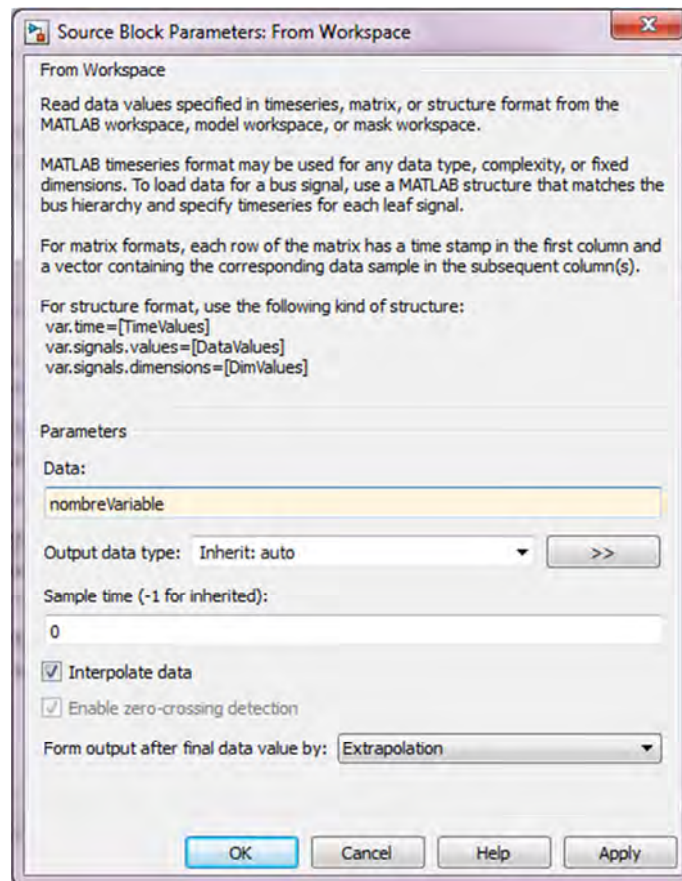 Source Block Parameters: From Workspace
From Workspace
Read data values specified in timeseries, matrix, or structure format from the
MATLAB workspace, model workspace, or mask workspace.
MATLAB timeseries format may be used for any data type, complexity, or fixed
dimensions. To load data for a bus signal, use a MATLAB structure that matches the
bus hierarchy and specify timeseries for each leaf signal.
For matrix formats, each row of the matrix has a time stamp in the first column and
a vector containing the corresponding data sample in the subsequent column(s).
For structure format, use the following kind of structure:
var.time=[TimeValues]
var.signals.values=[DataValues]
var.signals.dimensions=[DimValues]
Parameters
Data:
nombreVariable
Output data type: Inherit: auto >>
Sample time (-1 for inherited):
0
Interpolate data
Enable zero-crossing detection
Form output after final data value by: Extrapolation
OK Cancel Help Apply